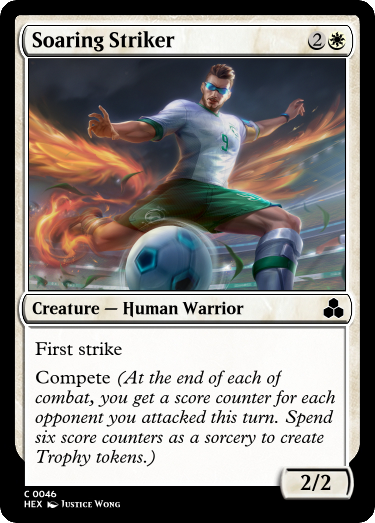 Soaring Striker 2
9
Creature — Human Warrior
First strike
Compete (At the end of each of
combat, you get a score counter for each
opponent you attacked this turn. Spend
six score counters as a sorcery to create
Trophy tokens.)
2/2
C 0046
HEX Justice Wong